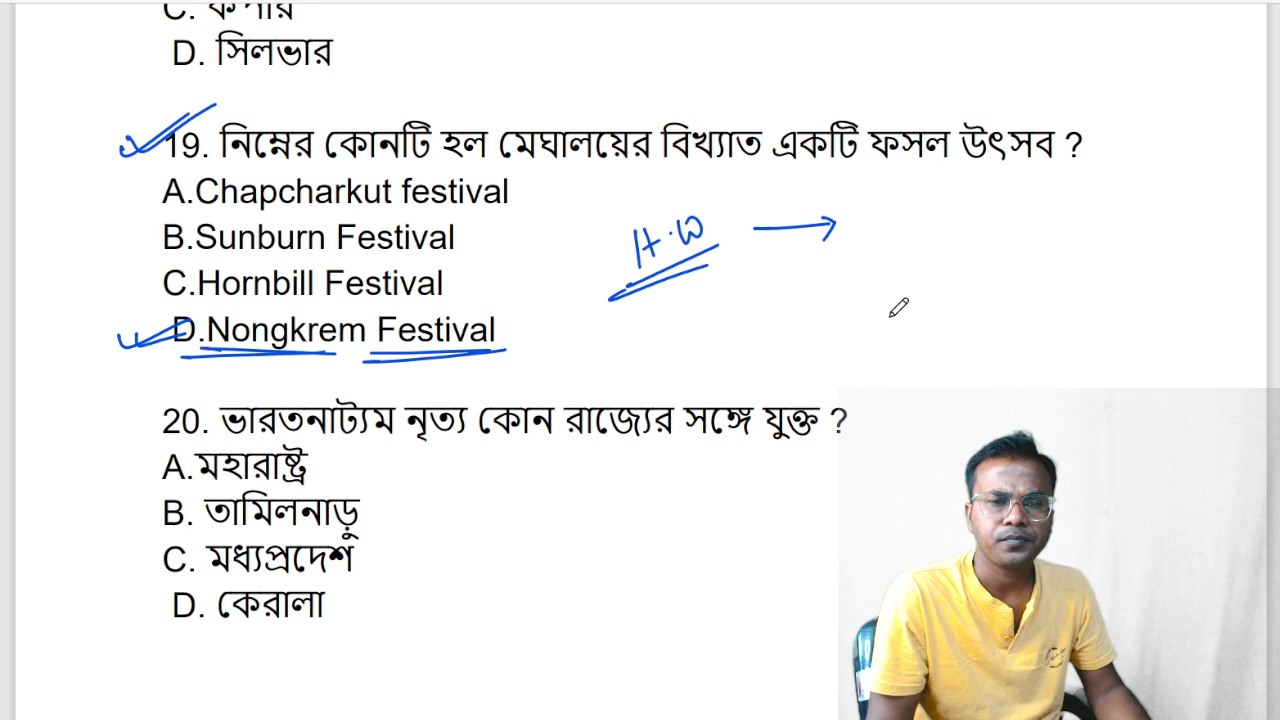 D. সিলভার
19. নিম্নের কোনটি হল মেঘালয়ের বিখ্যাত একটি ফসল উৎসব ?
A.Chapcharkut festival
B.Sunburn Festival
H.W
C.Hornbill Festival
D.Nongkrem Festival
20. ভারতনাট্যম নৃত্য কোন রাজ্যের সঙ্গে যুক্ত ?
A.মহারাষ্ট্র
B. তামিলনাড়ু
C. মধ্যপ্রদেশ
D. কেরালা